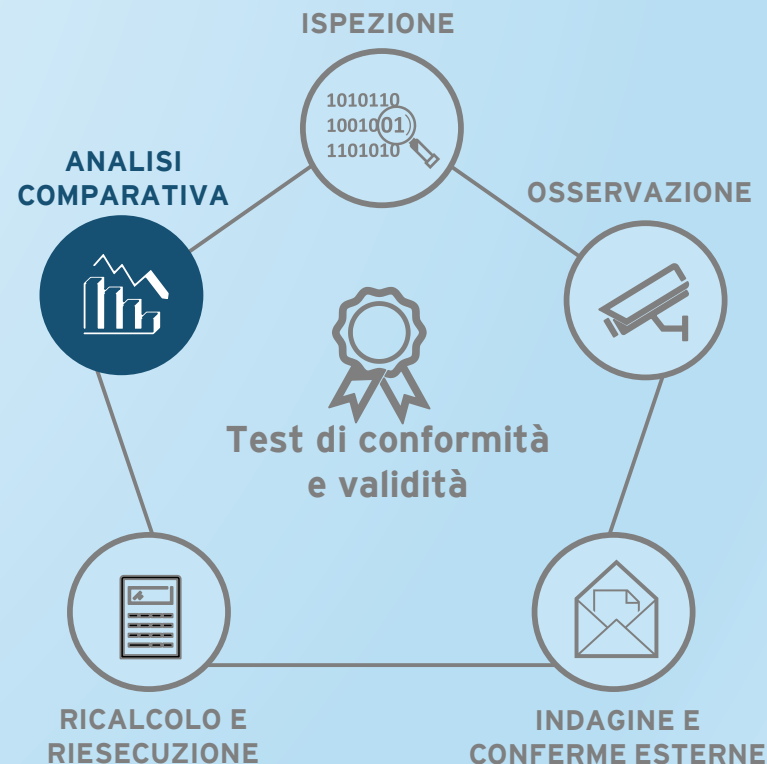 ISPEZIONE
1010110
1001001
1101010
ANALISI
COMPARATIVA
OSSERVAZIONE
Test di conformità
e validità
RICALCOLO E
RIESECUZIONE
INDAGINE E
CONFERME ESTERNE